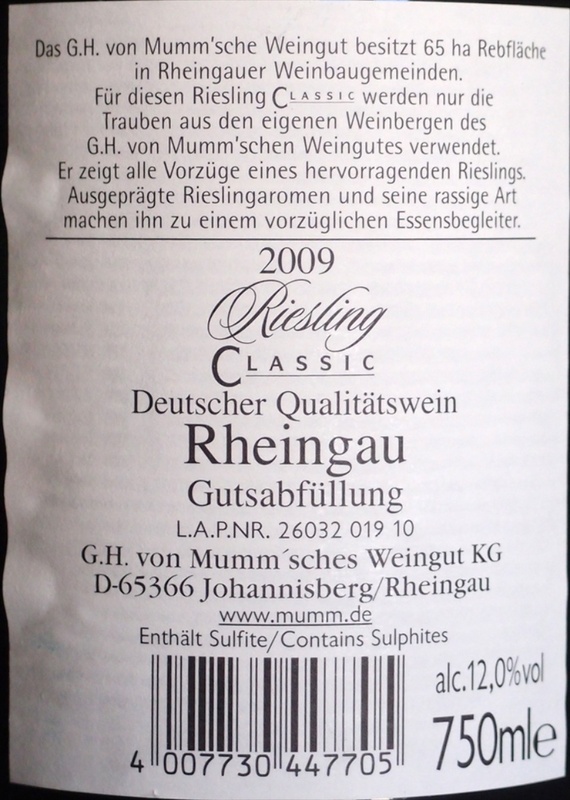 Das G.H. von Mumm'sche Weingut besitzt 65 ha Rebfläche
in Rheingauer Weinbaugemeinden.
Für diesen Riesling CLASSIC werden nur die
Trauben aus den eigenen Weinbergen des
G.H. von Mumm'schen Weingutes verwendet.
Er zeigt alle Vorzüge eines hervorragenden Rieslings.
Ausgeprägte Rieslingaromen und seine rassige Art
machen ihn zu einem vorzüglichen Essensbegleiter.
2009
Riesling
CLASSIC
Deutscher Qualitätswein
Rheingau
Gutsabfüllung
L.A.P.NR. 26032 019 10
G.H. von Mumm´sches Weingut KG
D-65366 Johannisberg/Rheingau
www.mumm.de
Enthält Sulfite/Contains Sulphites
alc.12,0%vol
750mle
4 007730 447705